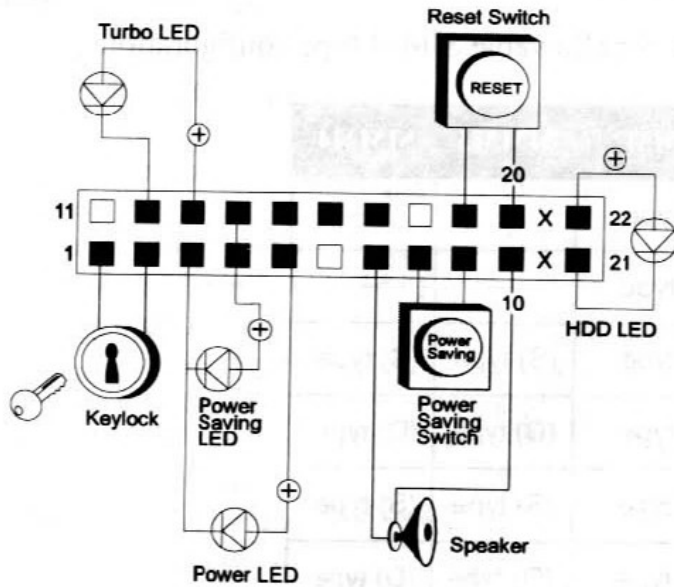 Reset Switch
Turbo LED
RESET
20
11
X
22
1
X
21
10
HDD LED
Power
Saving
Keylock
Power
Saving
LED
Power
Saving
Switch
Speaker
Power LED